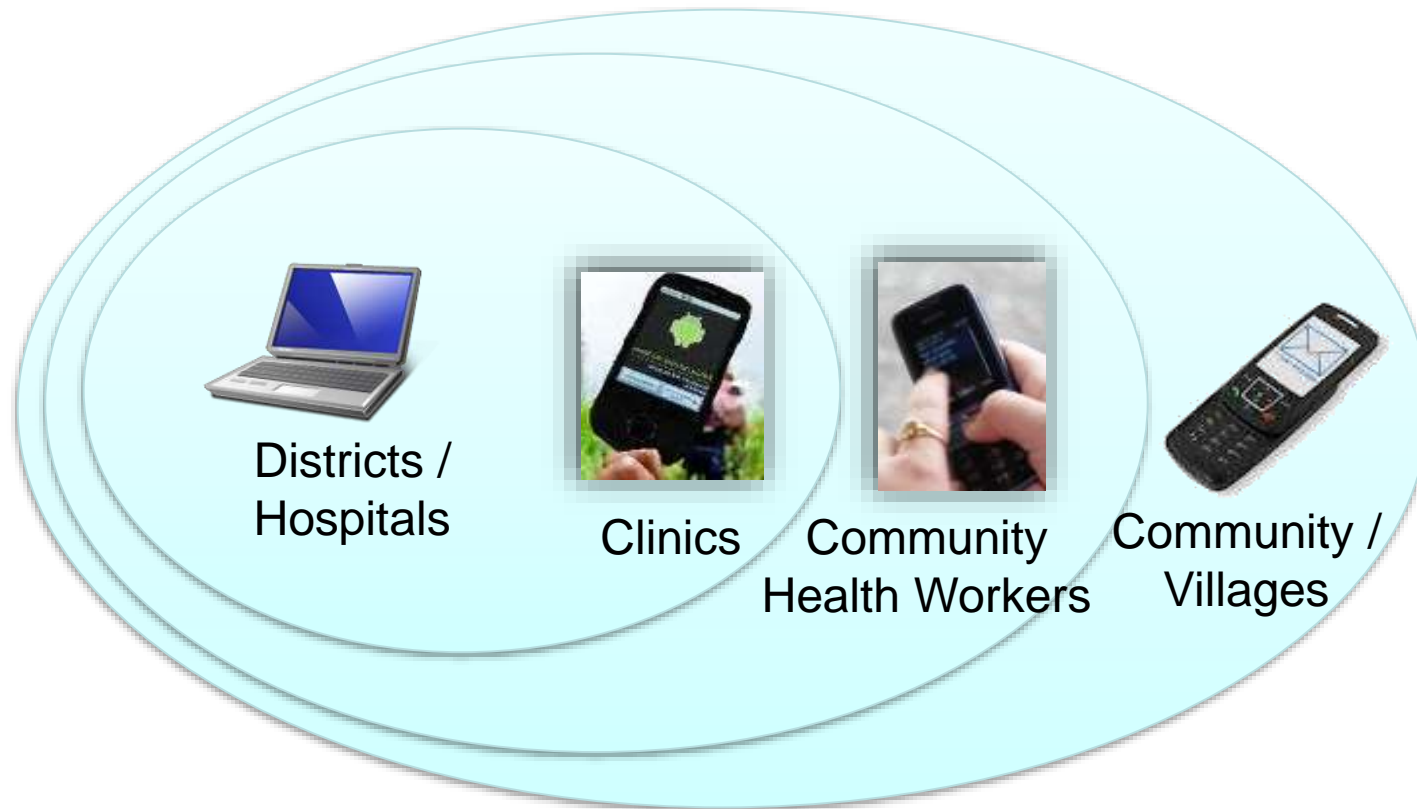 Districts /
Hospitals
Clinics
Community
Health Workers
Community /
Villages